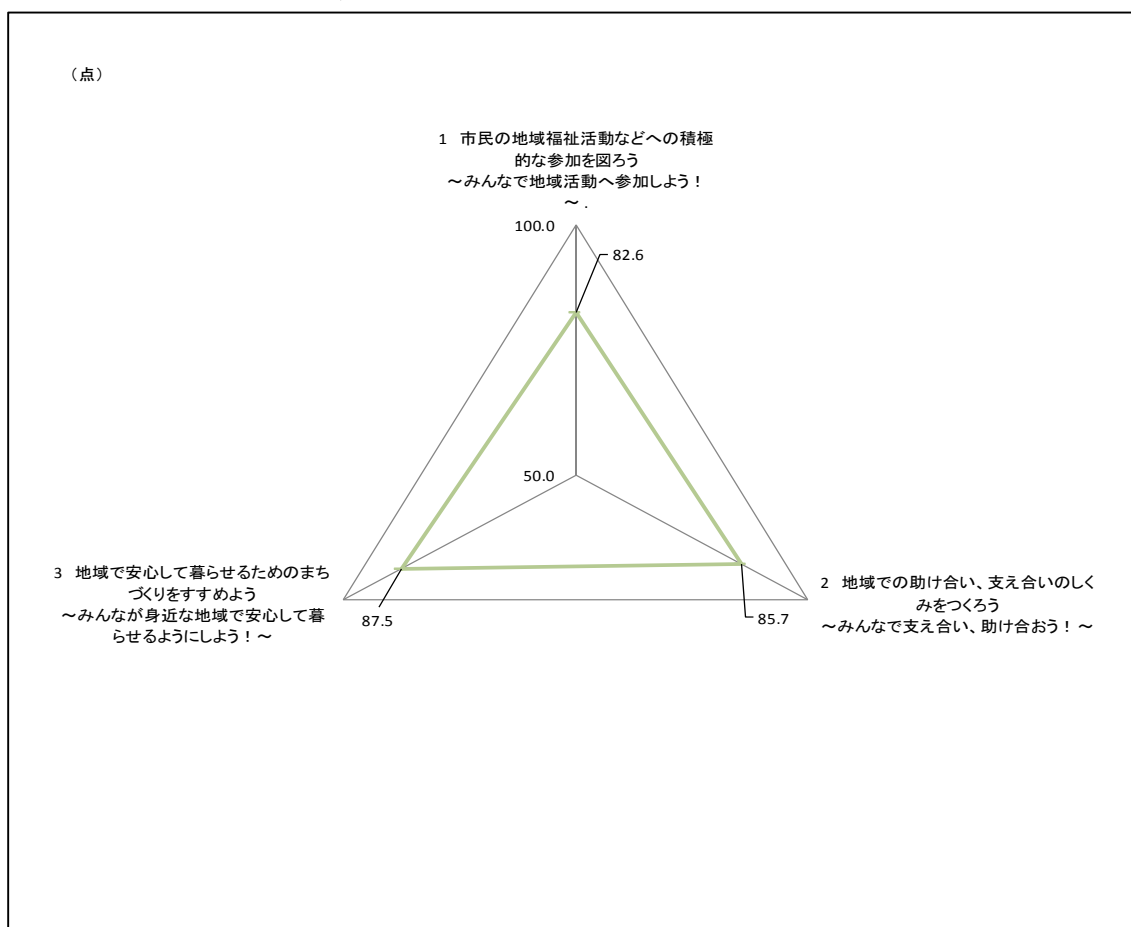 （点）
1　市民の地域福祉活動などへの積極
的な参加を図ろう
～みんなで地域活動へ参加しよう！
～．
100.0
82.6
50.0
3　地域で安心して暮らせるためのまち
づくりをすすめよう
～みんなが身近な地域で安心して暮
らせるようにしよう！～
87.5
2　地域での助け合い、支え合いのしく
みをつくろう
～みんなで支え合い、助け合おう！～
85.7